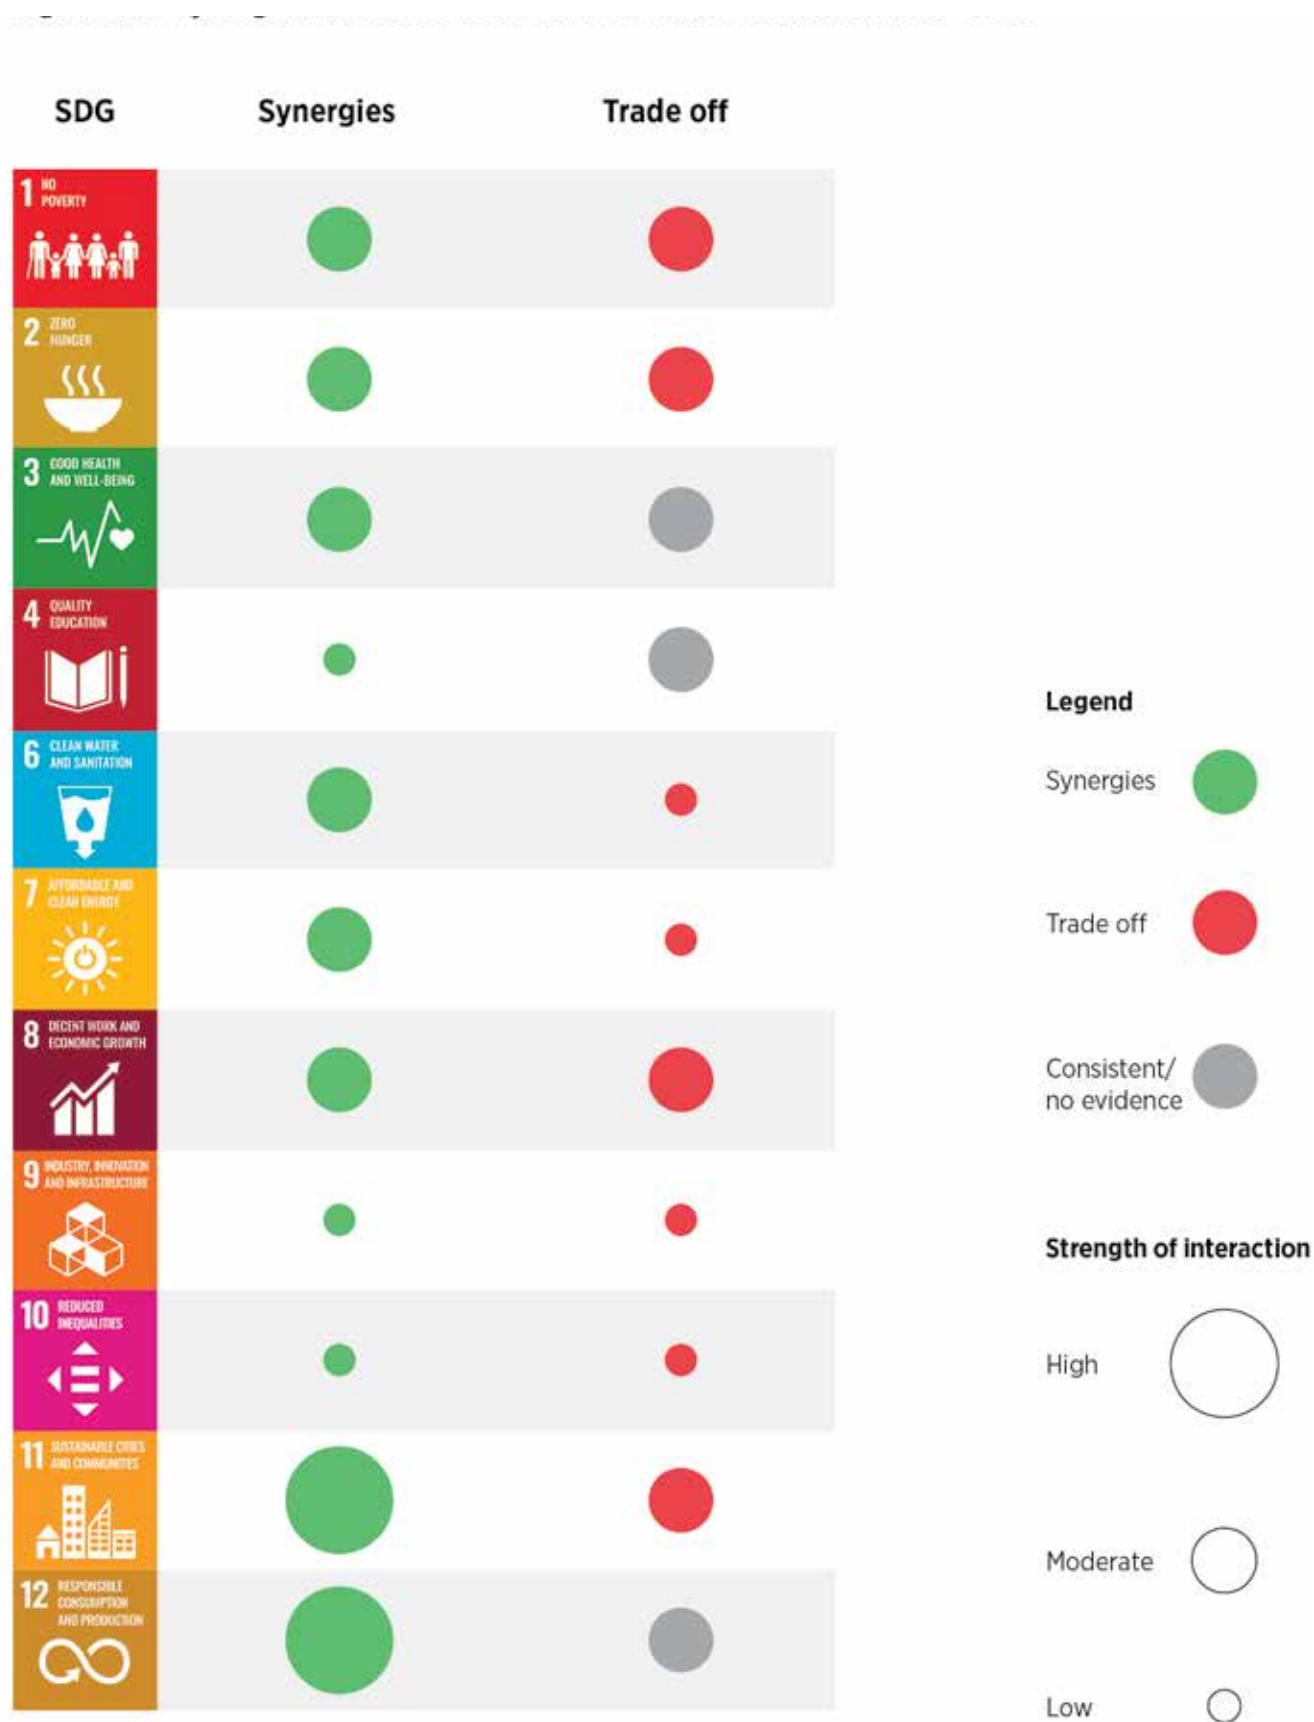 SDG
Synergies
Trade off
1 NO
POVERTY
2 ZERO
HUNGER
3 GOOD HEALTH
AND WELL-BEING
4 QUALITY
EDUCATION
6 CLEAN WATER
AND SANITATION
7 AFFORDABLE AND
CLEAN ENERGY
8 DECENT WORK AND
ECONOMIC GROWTH
9 INDUSTRY, INNOVATION
AND INFRASTRUCTURE
10 REDUCED
INEQUALITIES
11 SUSTAINABLE CITIES
AND COMMUNITIES
12 RESPONSIBLE
CONSUMPTION
AND PRODUCTION
Legend
Synergies
Trade off
Consistent/
no evidence
Strength of interaction
High
Moderate
Low